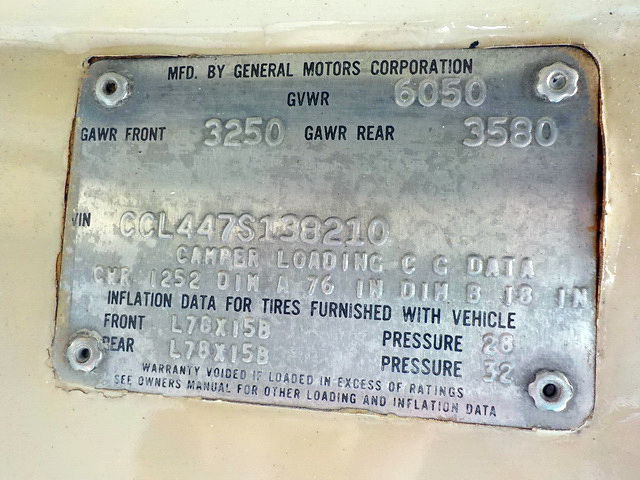 MFD. BY GENERAL MOTORS CORPORATION
GVWR 6050
GAWR FRONT 3250 GAWR REAR 3580
VIN CCL447S138210
CAMPER LOADING C G DATA
CWR 1252 DIM A 76 IN DIM B 18 IN
INFLATION DATA FOR TIRES FURNISHED WITH VEHICLE
FRONT L78X15B PRESSURE 28
REAR L78X15B PRESSURE 32
WARRANTY VOIDED IF LOADED IN EXCESS OF RATINGS
SEE OWNERS MANUAL FOR OTHER LOADING AND INFLATION DATA